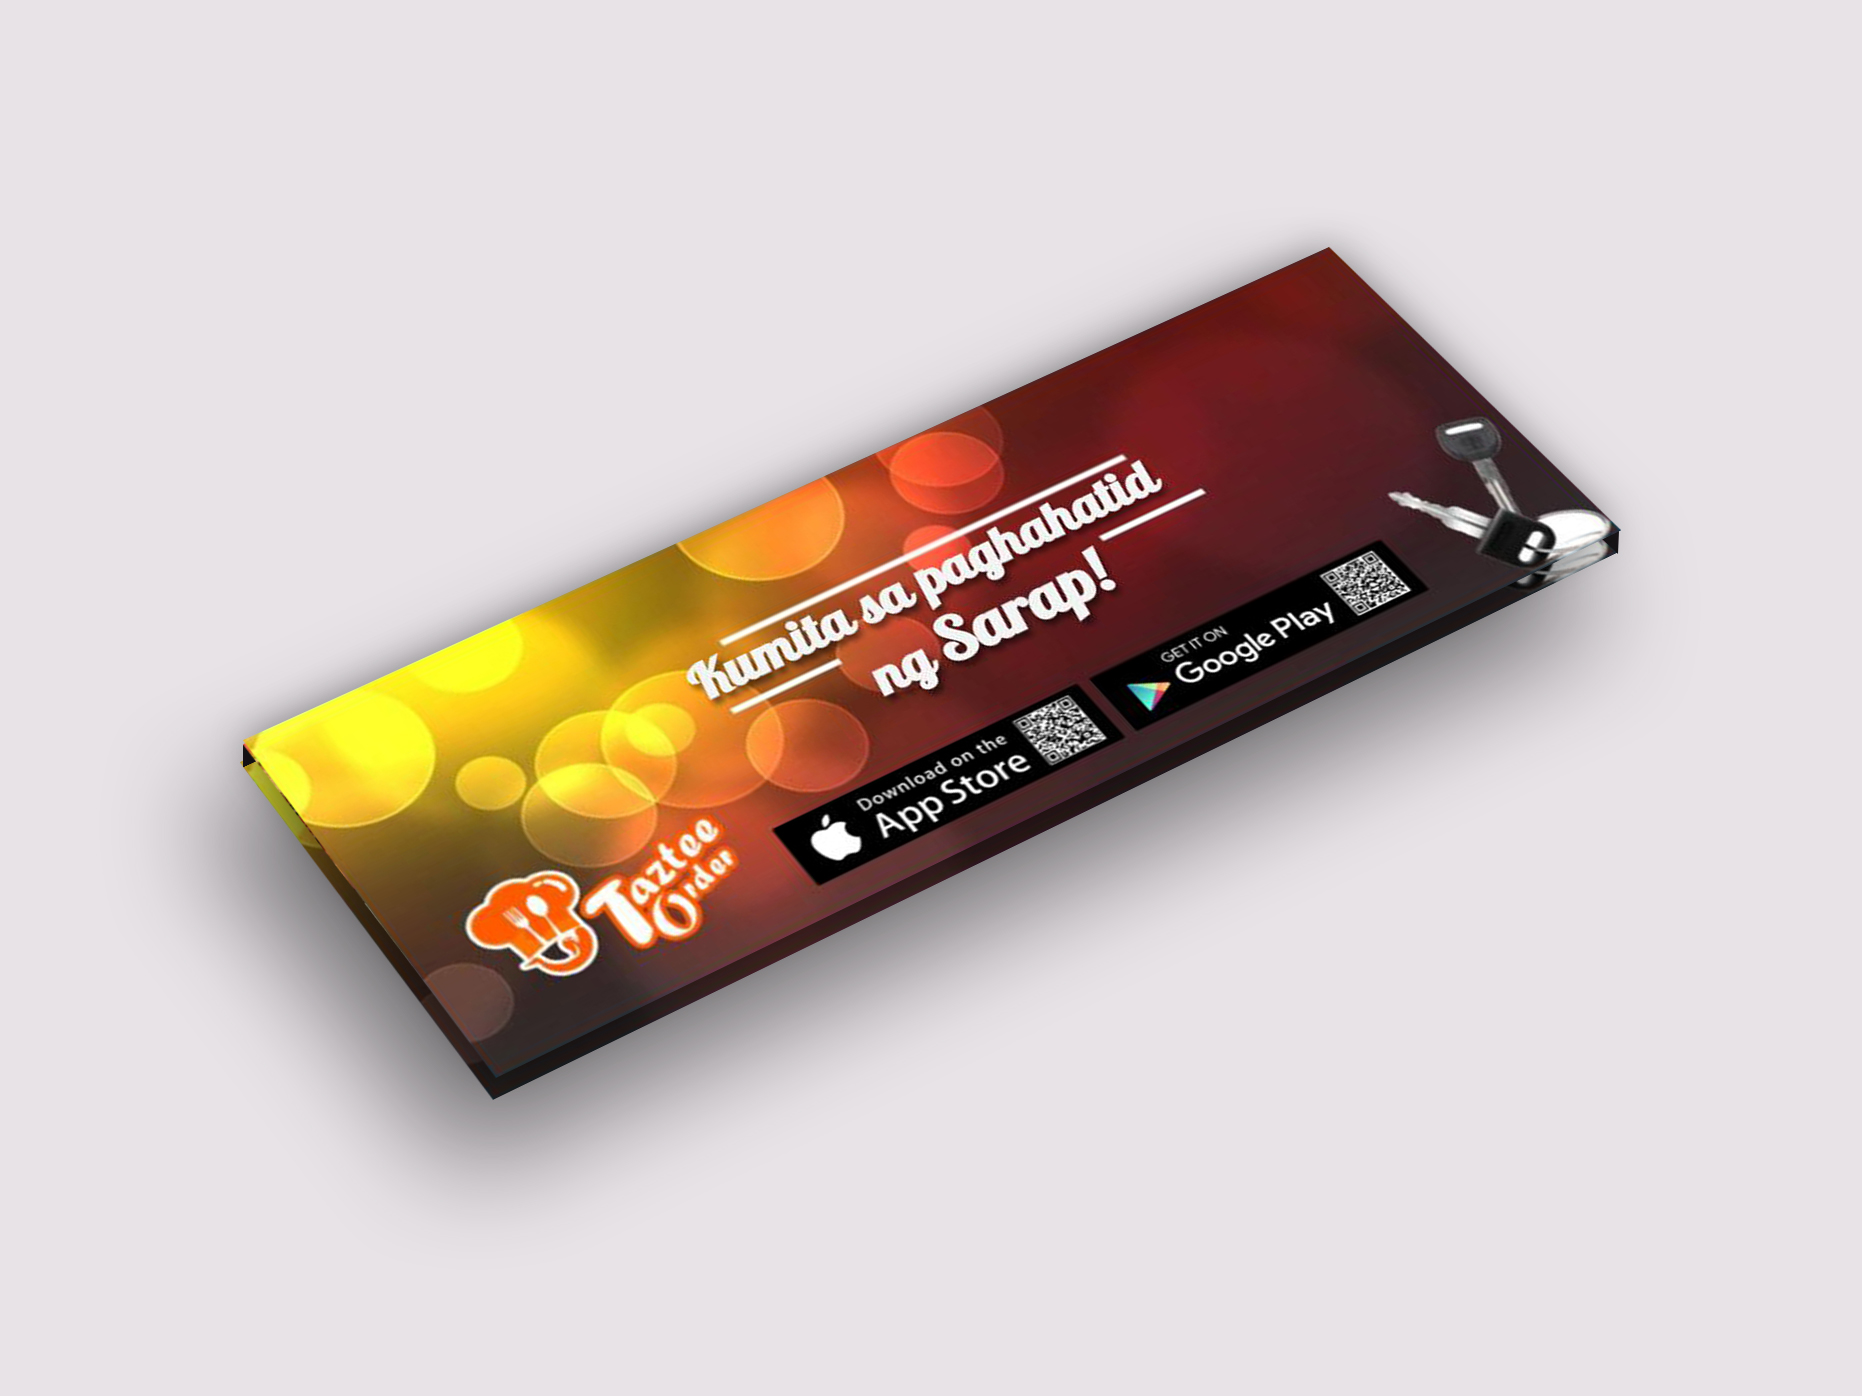 Kumita sa paghahatid
ng Sarap!
Taztee
Order
Download on the
App Store
GET IT ON
Google Play